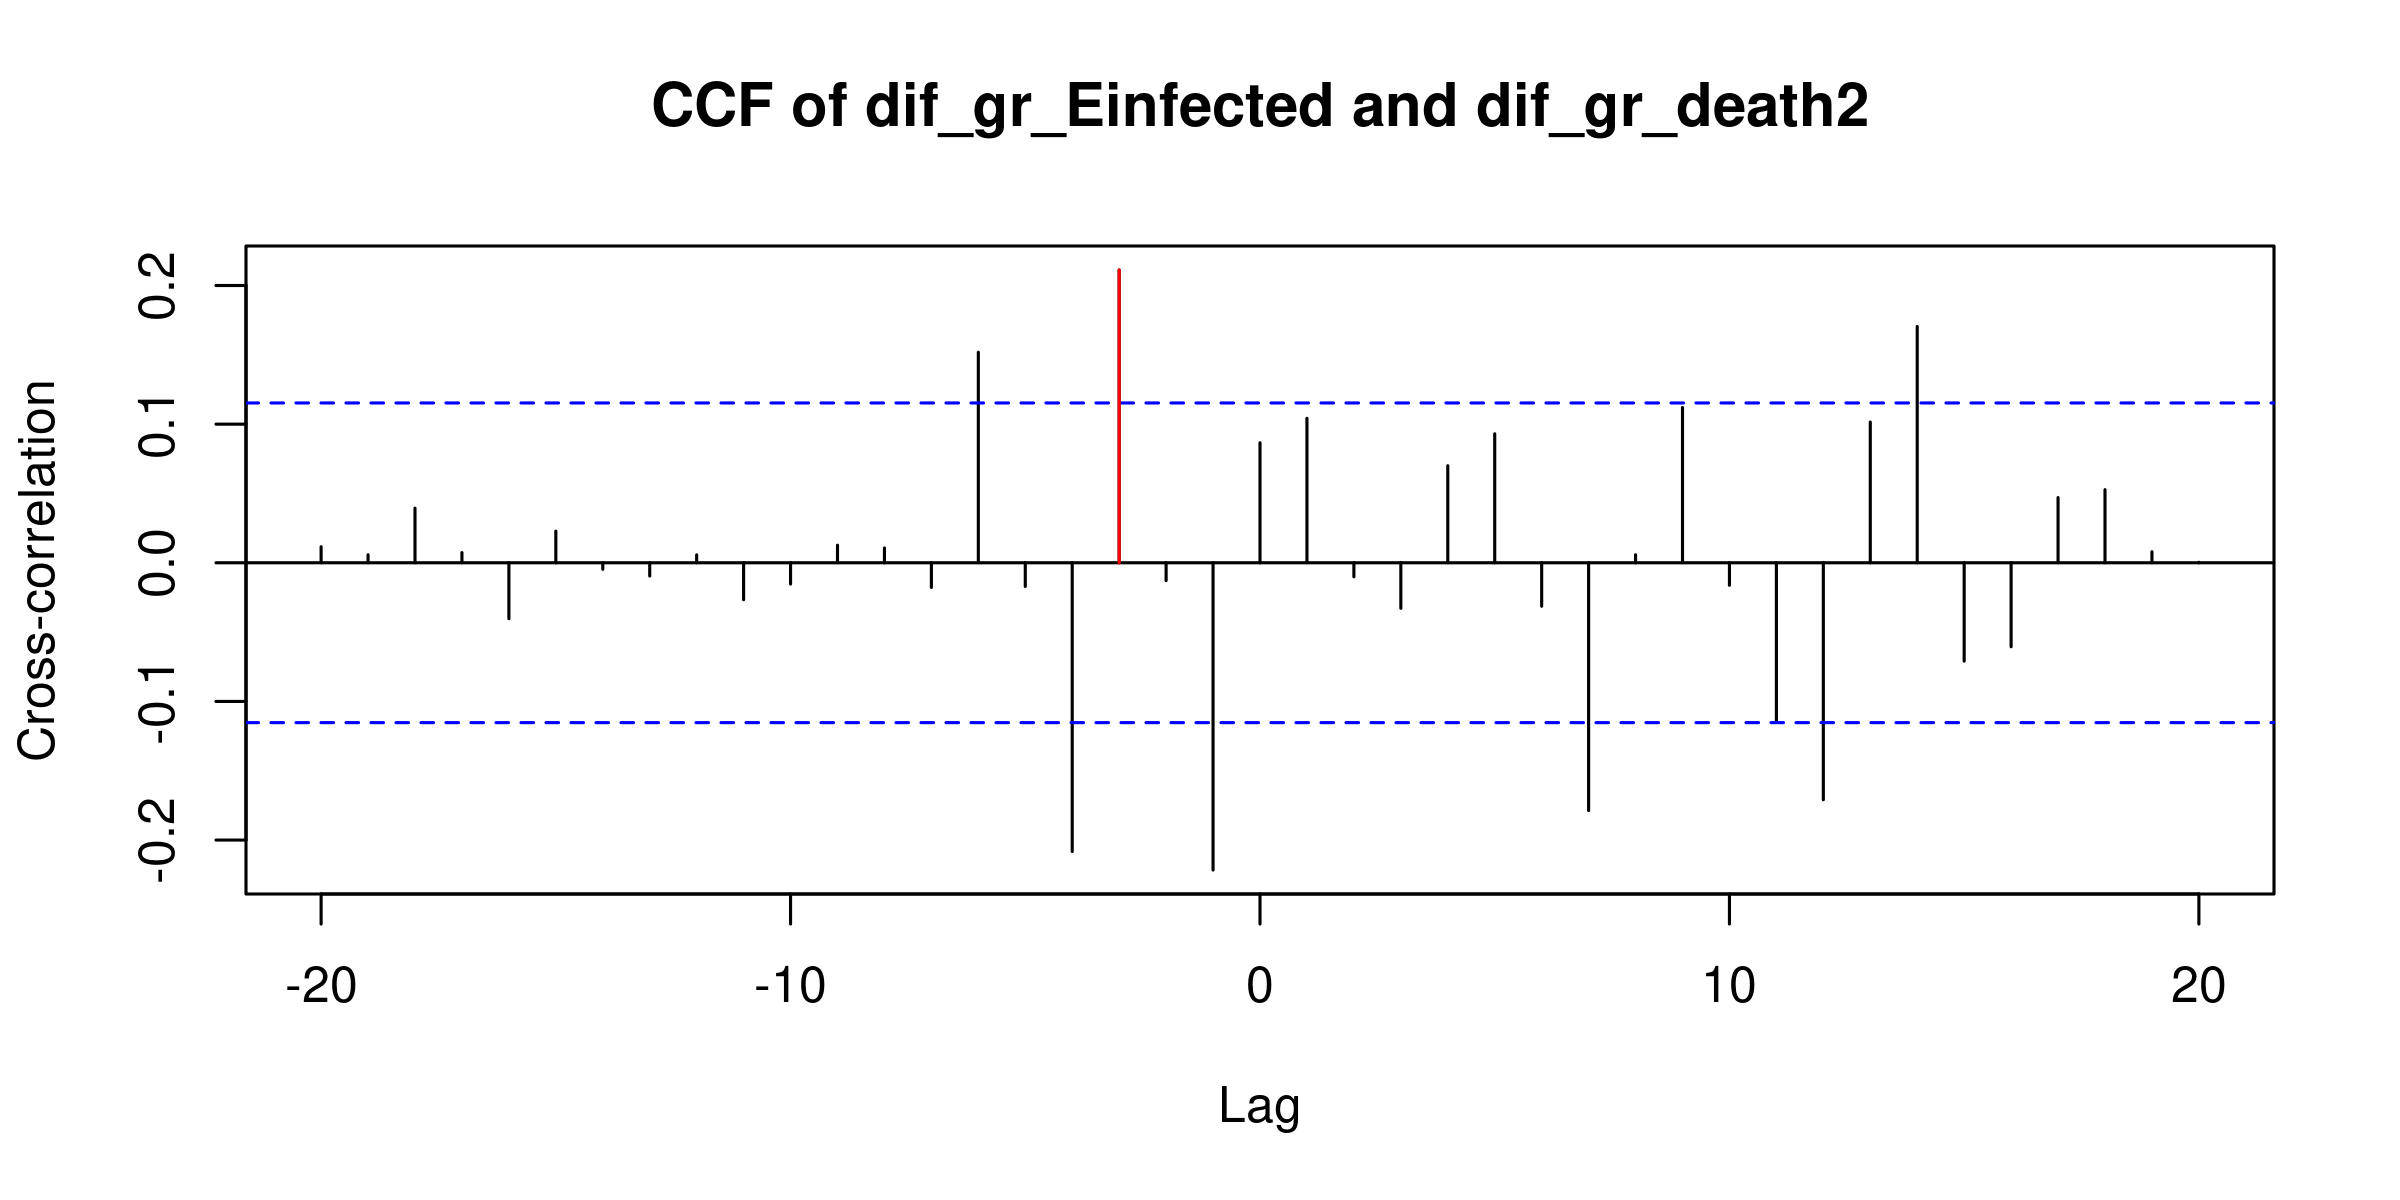 CCF of dif_gr_Einfected and dif_gr_death2
Cross-correlation
0.2
0.1
0.0
-0.1
-0.2
-20 -10 0 10 20
Lag